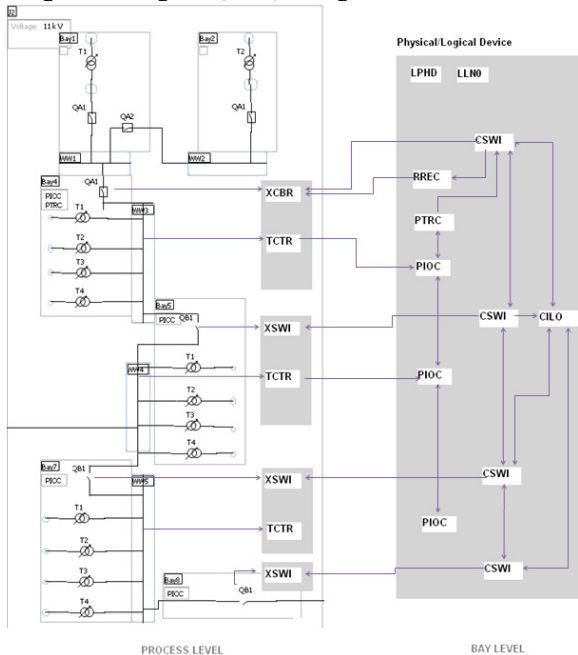 J2
Voltage: 11kV
Bay1
T1
QA1
QA2
Bay2
T2
QA1
WW1
WW2
Bay4
PIOC
PTRC
QA1
WW3
T1
T2
T3
T4
Bay5
PIOC
QB1
WW4
T1
T2
T3
T4
Bay7
PIOC
QB1
WW5
T1
T2
T3
T4
Bay8
PIOC
QB1
XCBR
TCTR
XSWI
TCTR
XSWI
TCTR
XSWI
Physical/Logical Device
LPHD
LLN0
CSWI
RREC
PTRC
PIOC
CSWI
CILO
PIOC
CSWI
PIOC
CSWI
PROCESS LEVEL
BAY LEVEL